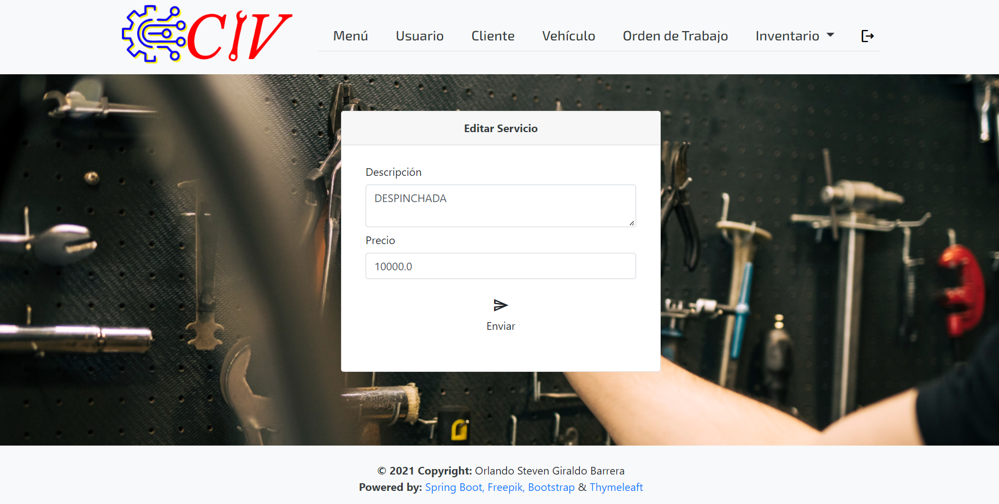 CIV
Menú Usuario Cliente Vehículo Orden de Trabajo Inventario
Editar Servicio
Descripción
DESPINCHADA
Precio
10000.0
Enviar
© 2021 Copyright: Orlando Steven Giraldo Barrera
Powered by: Spring Boot, Freepik, Bootstrap & Thymeleaft